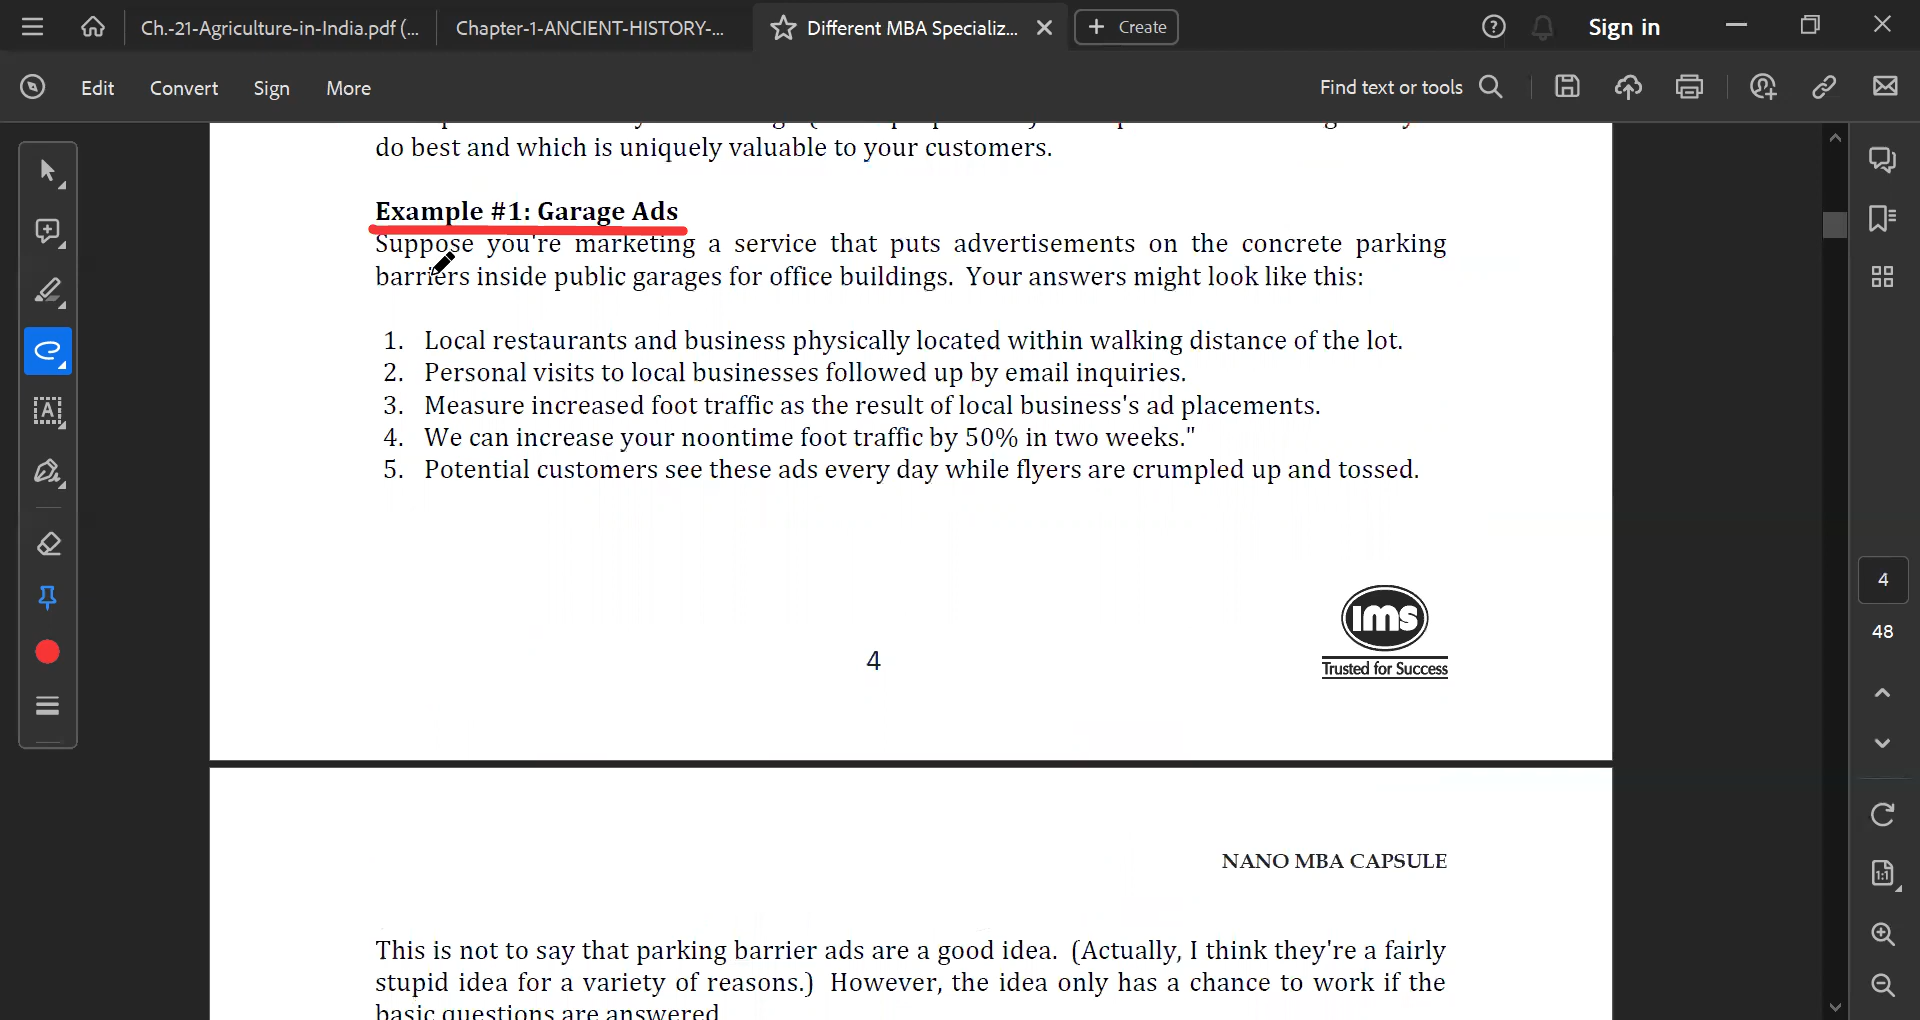 Ch.-21-Agriculture-in-India.pdf (...
Chapter-1-ANCIENT-HISTORY-...
Different MBA Specializ...
Create
Sign in
Edit
Convert
Sign
More
Find text or tools
do best and which is uniquely valuable to your customers.
Example #1: Garage Ads
Suppose you're marketing a service that puts advertisements on the concrete parking
barriers inside public garages for office buildings. Your answers might look like this:
1. Local restaurants and business physically located within walking distance of the lot.
2. Personal visits to local businesses followed up by email inquiries.
3. Measure increased foot traffic as the result of local business's ad placements.
4. We can increase your noontime foot traffic by 50% in two weeks."
5. Potential customers see these ads every day while flyers are crumpled up and tossed.
4
ims
Trusted for Success
4
48
NANO MBA CAPSULE
This is not to say that parking barrier ads are a good idea. (Actually, I think they're a fairly
stupid idea for a variety of reasons.) However, the idea only has a chance to work if the
basic questions are answered